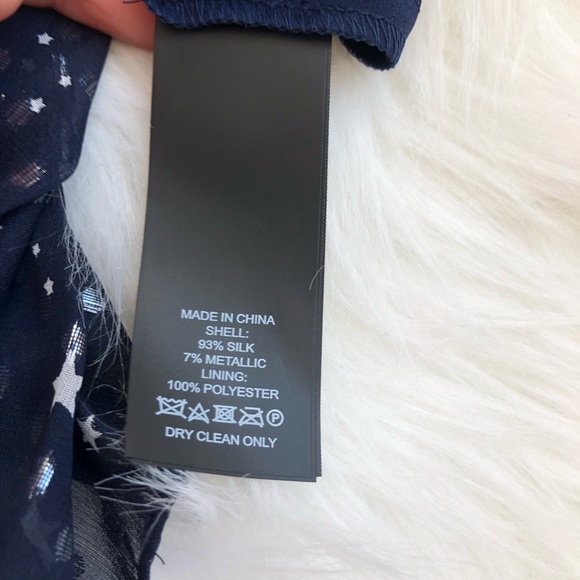 MADE IN CHINA
SHELL:
93% SILK
7% METALLIC
LINING:
100% POLYESTER
P
DRY CLEAN ONLY